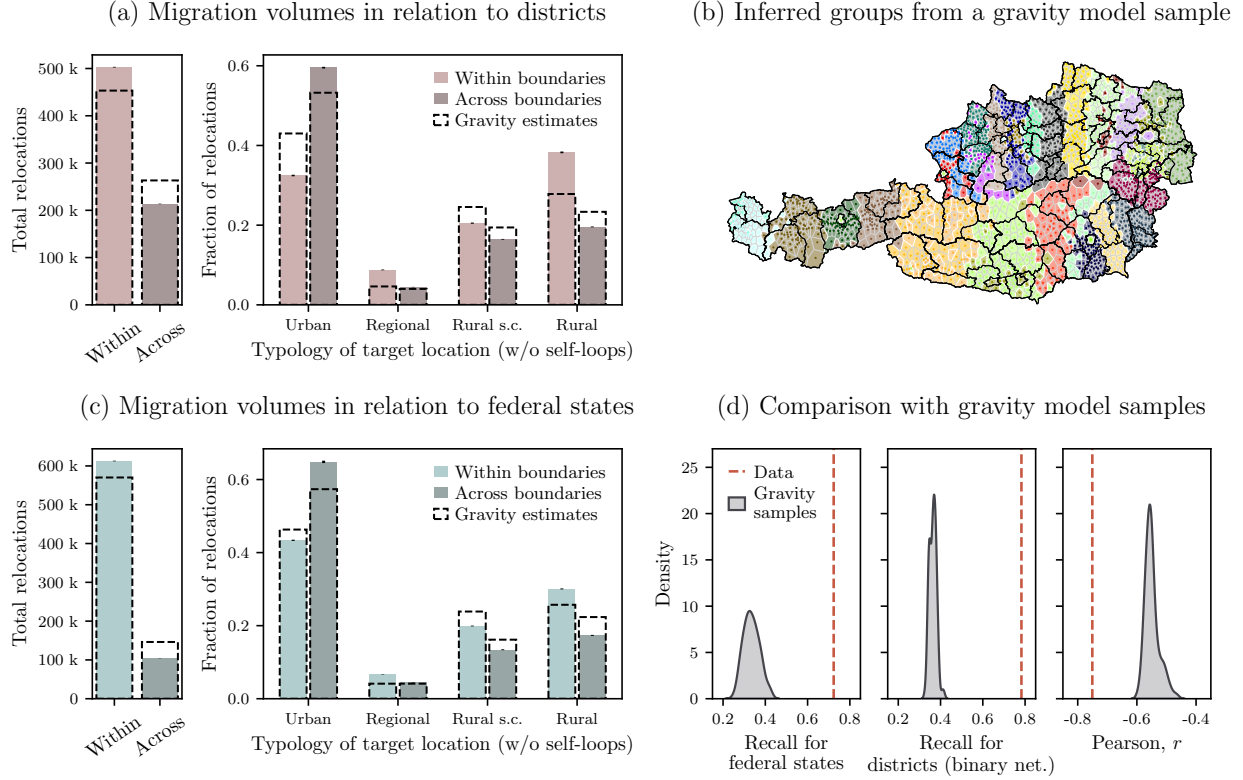 (a) Migration volumes in relation to districts
Total relocations
500 k
400 k
300 k
200 k
100 k
0
Within
Across
Fraction of relocations
0.6
0.4
0.2
0.0
Within boundaries
Across boundaries
Gravity estimates
Urban
Regional
Rural s.c.
Rural
Typology of target location (w/o self-loops)
(b) Inferred groups from a gravity model sample
(c) Migration volumes in relation to federal states
Total relocations
600 k
500 k
400 k
300 k
200 k
100 k
0
Within
Across
Fraction of relocations
0.6
0.4
0.2
0.0
Within boundaries
Across boundaries
Gravity estimates
Urban
Regional
Rural s.c.
Rural
Typology of target location (w/o self-loops)
(d) Comparison with gravity model samples
Density
25
20
15
10
5
0
Data
Gravity
samples
0.2
0.4
0.6
0.8
Recall for
federal states
0.2
0.4
0.6
0.8
Recall for
districts (binary net.)
-0.8
-0.6
-0.4
Pearson, r